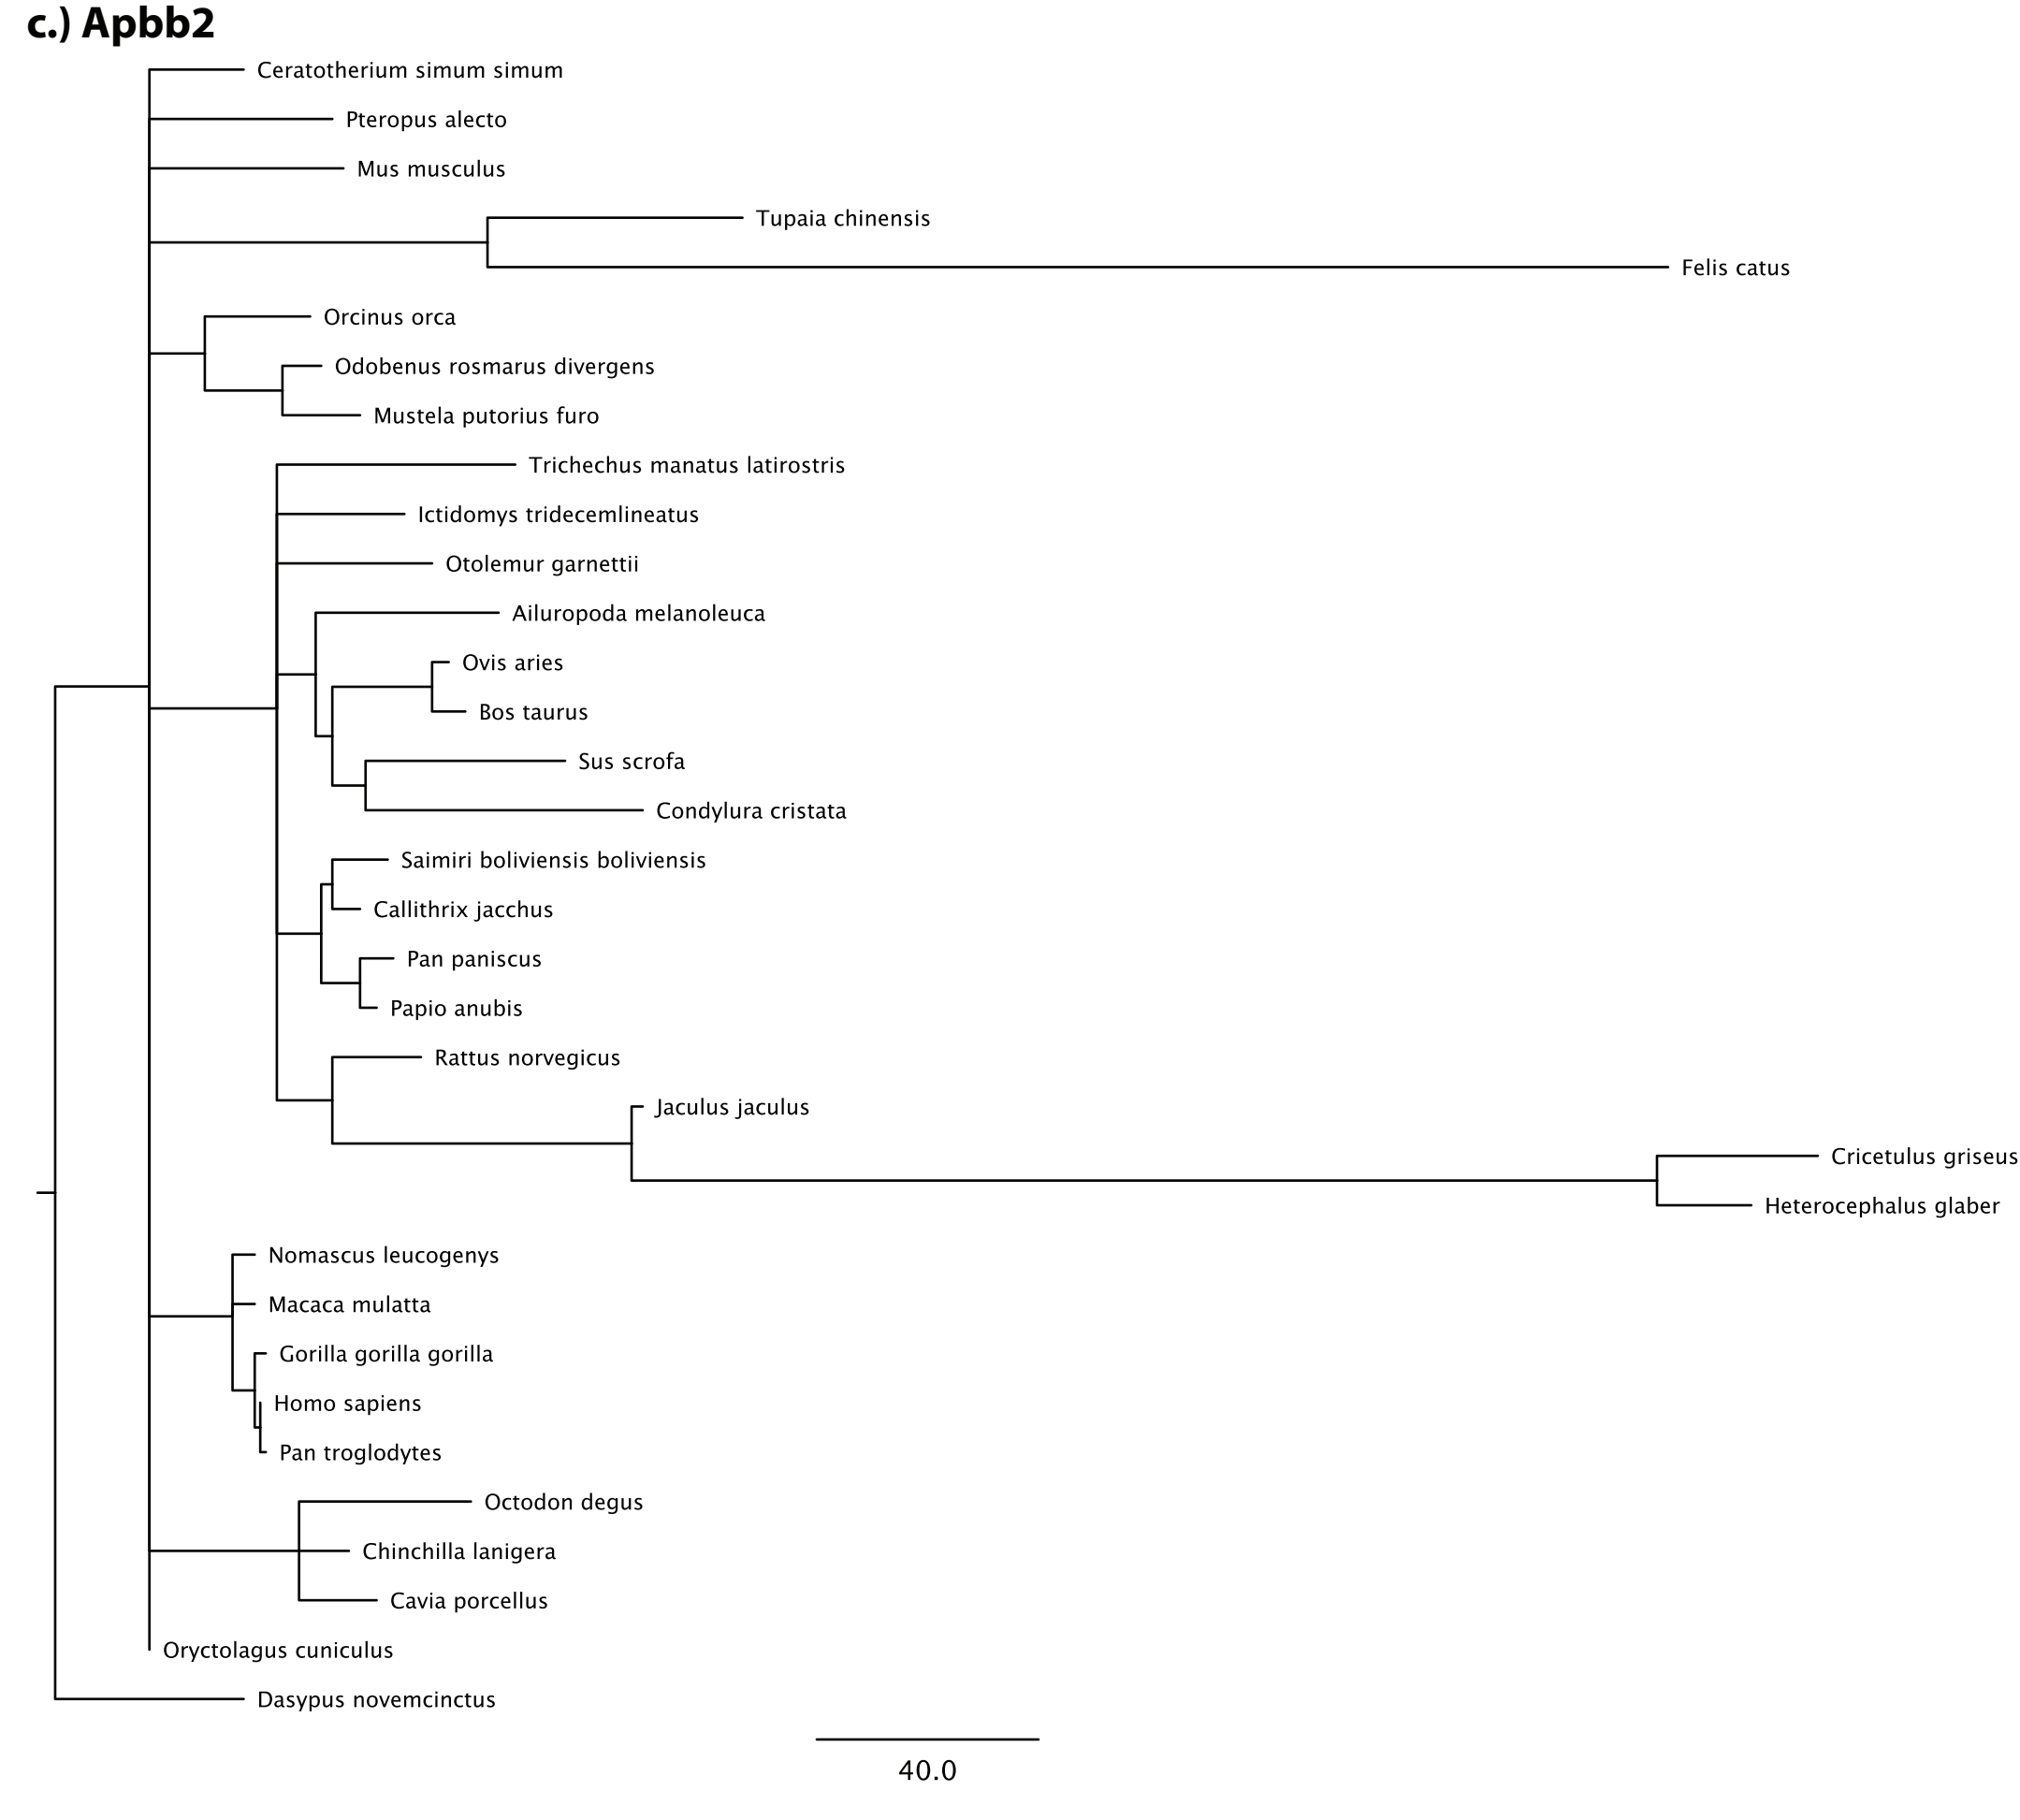 c.) Apbb2
Ceratotherium simum simum
Pteropus alecto
Mus musculus
Tupaia chinensis
Felis catus
Orcinus orca
Odobenus rosmarus divergens
Mustela putorius furo
Trichechus manatus latirostris
Ictidomys tridecemlineatus
Otolemur garnettii
Ailuropoda melanoleuca
Ovis aries
Bos taurus
Sus scrofa
Condylura cristata
Saimiri boliviensis boliviensis
Callithrix jacchus
Pan paniscus
Papio anubis
Rattus norvegicus
Jaculus jaculus
Cricetulus griseus
Heterocephalus glaber
Nomascus leucogenys
Macaca mulatta
Gorilla gorilla gorilla
Homo sapiens
Pan troglodytes
Octodon degus
Chinchilla lanigera
Cavia porcellus
Oryctolagus cuniculus
Dasypus novemcinctus
40.0